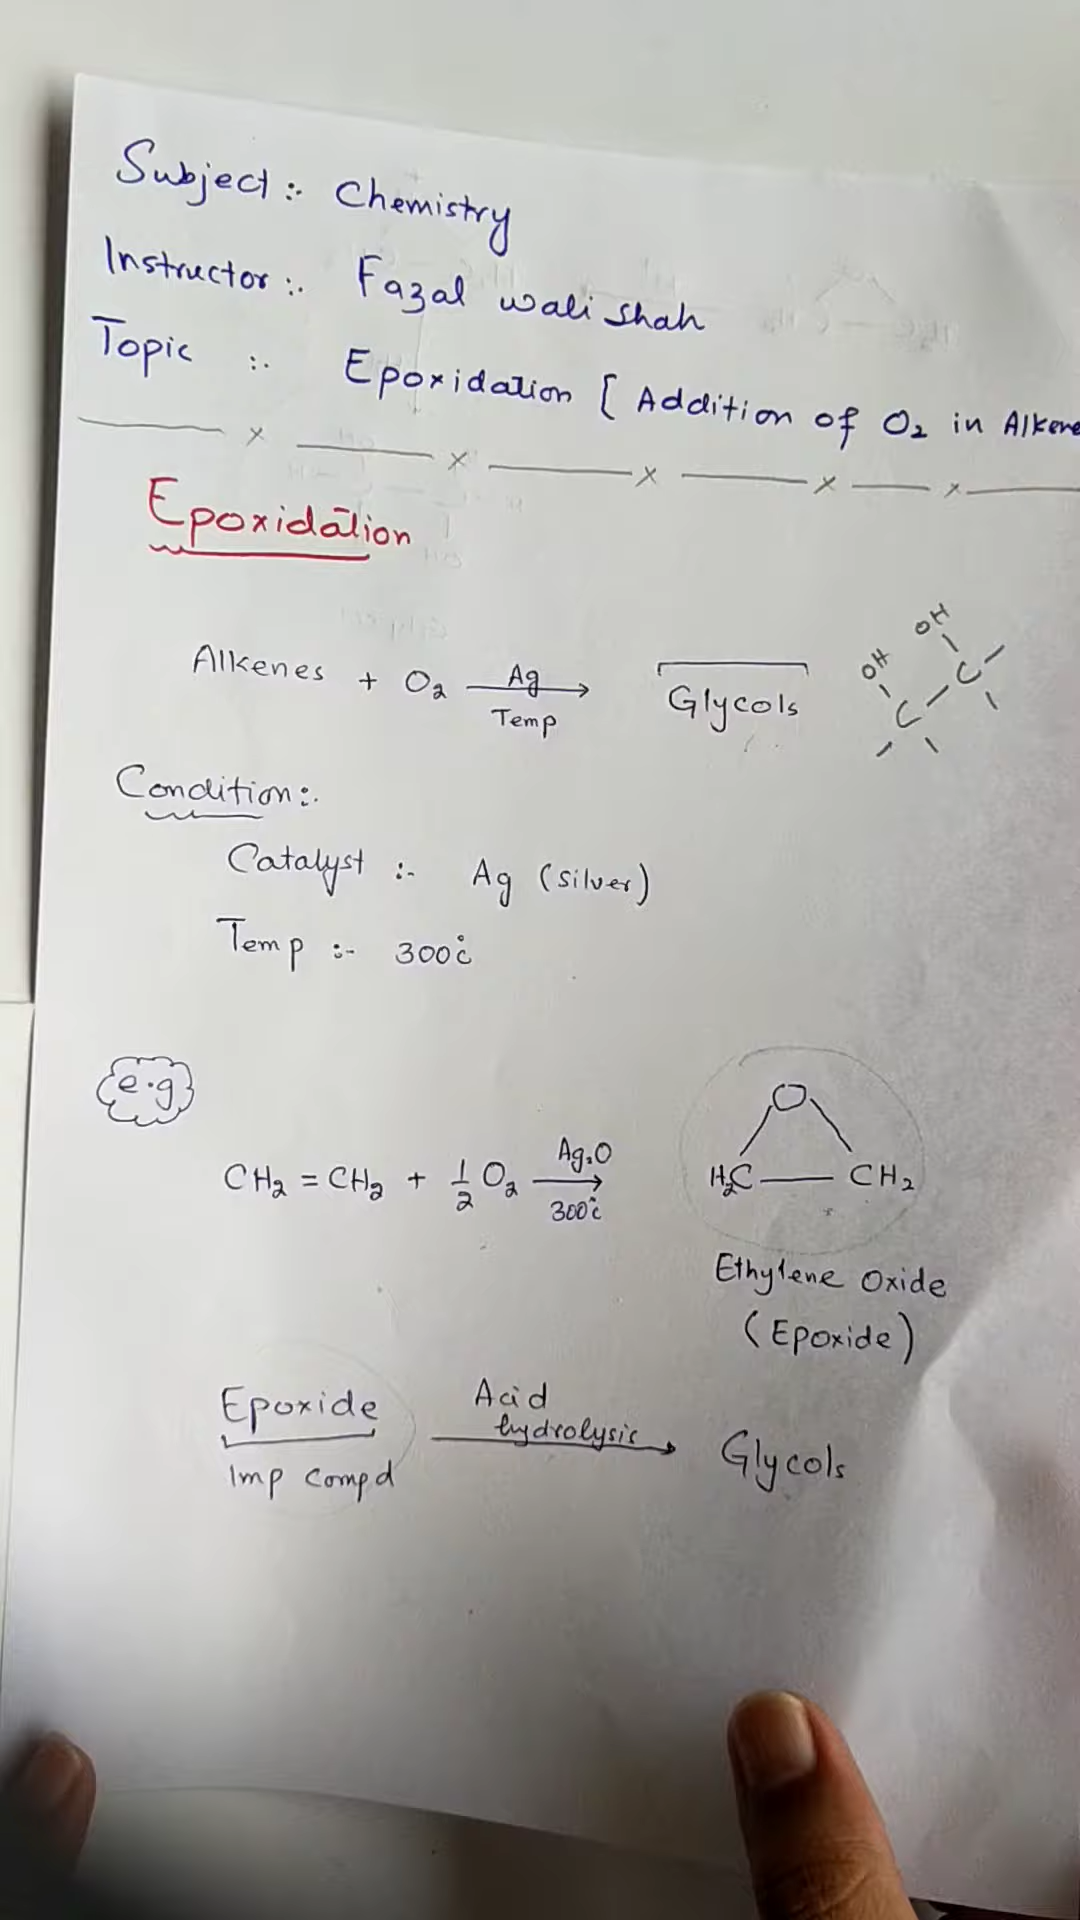 Subject :- Chemistry
Instructor :- Fazal wali shah
Topic :- Epoxidation [ Addition of O₂ in Alkene
Epoxidation
Alkenes + O₂ Ag → Glycols
Temp
OH OH
C – C
Condition :-
Catalyst :- Ag (silver)
Temp :- 300°c
e.g
CH₂ = CH₂ + ½ O₂ Ag₂O → H₂C — CH₂
300°c
O
Ethylene Oxide
(Epoxide)
Epoxide Acid hydrolysis → Glycols
Imp compd